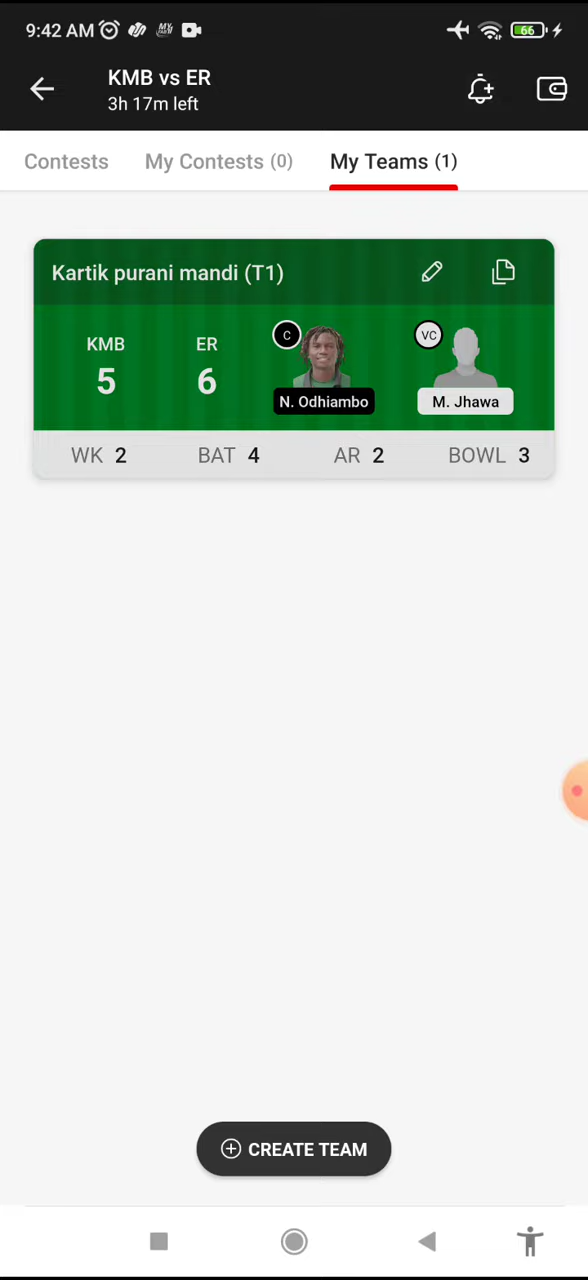 9:42 AM
66
KMB vs ER
3h 17m left
Contests
My Contests (0)
My Teams (1)
Kartik purani mandi (T1)
KMB
ER
5
6
C
VC
N. Odhiambo
M. Jhawa
WK 2
BAT 4
AR 2
BOWL 3
CREATE TEAM